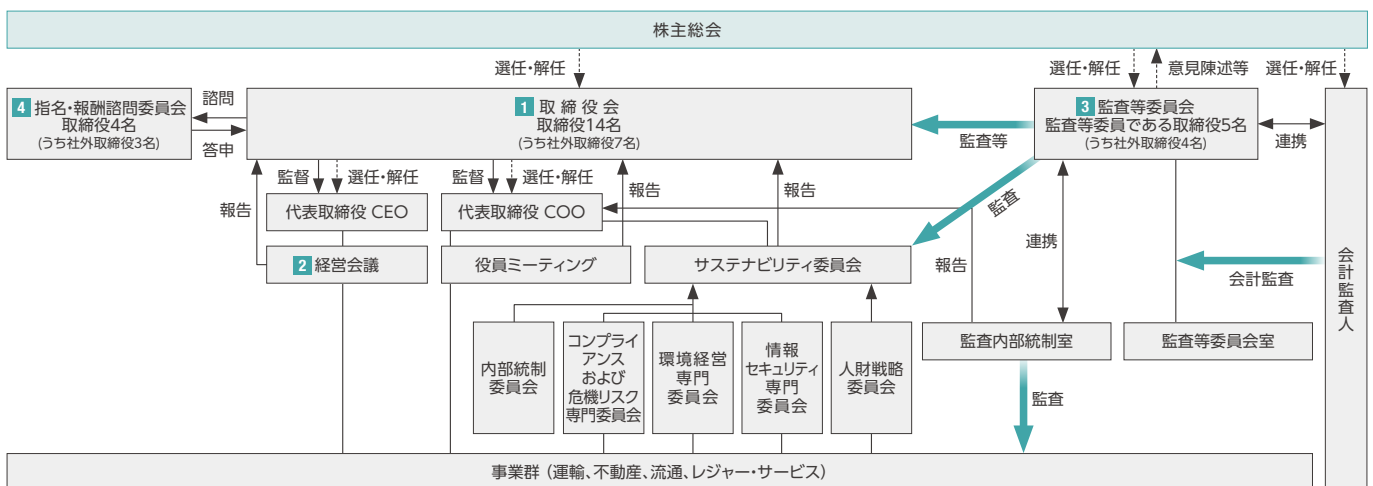 株主総会
選任・解任
選任・解任
意見陳述等
選任・解任
4 指名・報酬諮問委員会
取締役4名
(うち社外取締役3名)
諮問
答申
1 取締役会
取締役14名
(うち社外取締役7名)
監査等
3 監査等委員会
監査等委員である取締役5名
(うち社外取締役4名)
連携
会計監査人
報告
監督
選任・解任
監督
選任・解任
報告
報告
監査
代表取締役 CEO
代表取締役 COO
2 経営会議
役員ミーティング
サステナビリティ委員会
報告
連携
会計監査
内部統制
委員会
コンプライ
アンス
および
危機リスク
専門委員会
環境経営
専門
委員会
情報
セキュリティ
専門
委員会
人財戦略
委員会
監査内部統制室
監査等委員会室
監査
事業群（運輸、不動産、流通、レジャー・サービス）